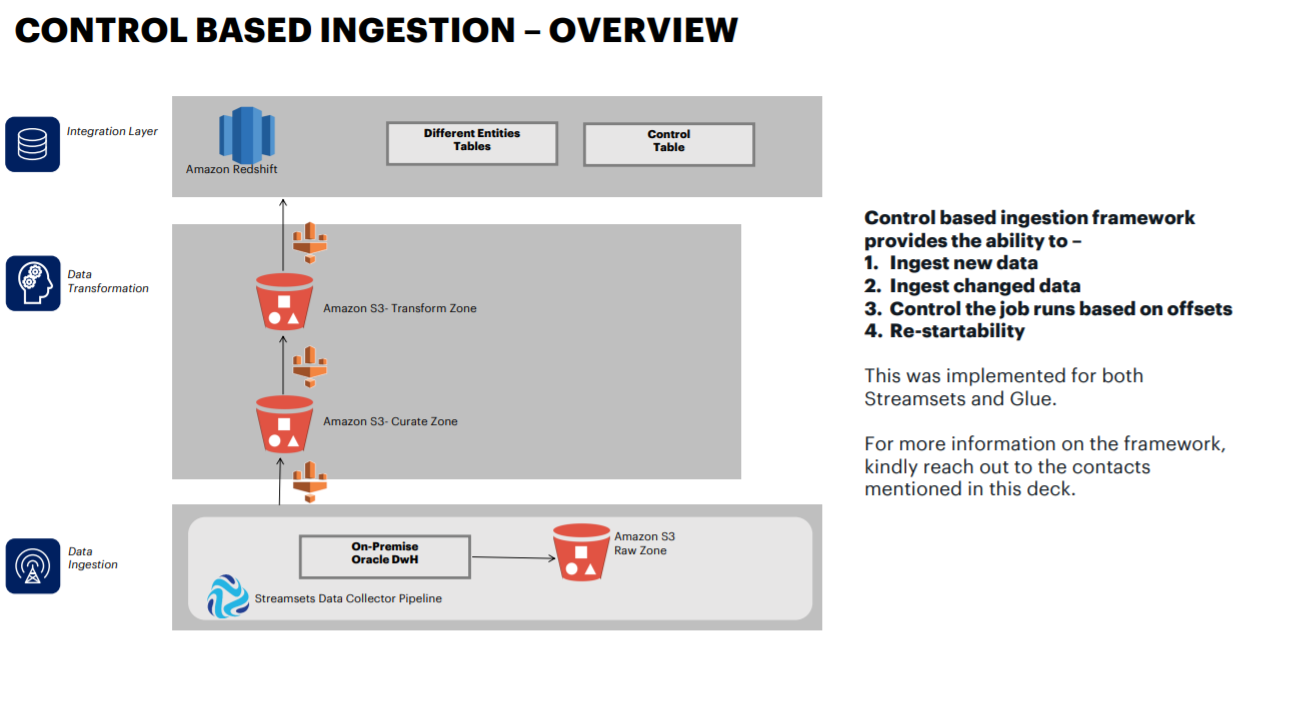 CONTROL BASED INGESTION – OVERVIEW
Integration Layer
Amazon Redshift
Different Entities
Tables
Control
Table
Data
Transformation
Amazon S3- Transform Zone
Amazon S3- Curate Zone
Data
Ingestion
On-Premise
Oracle DwH
Amazon S3
Raw Zone
Streamsets Data Collector Pipeline
Control based ingestion framework
provides the ability to –
1. Ingest new data
2. Ingest changed data
3. Control the job runs based on offsets
4. Re-startability
This was implemented for both
Streamsets and Glue.
For more information on the framework,
kindly reach out to the contacts
mentioned in this deck.